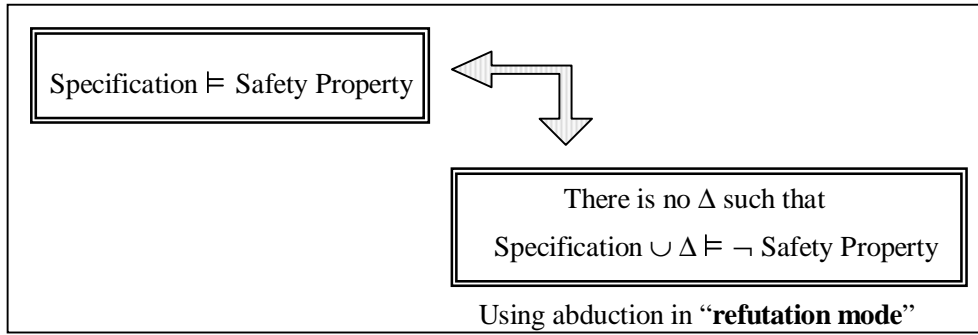 Specification ⊨ Safety Property
There is no Δ such that
Specification ∪ Δ ⊨ ¬ Safety Property
Using abduction in “refutation mode”